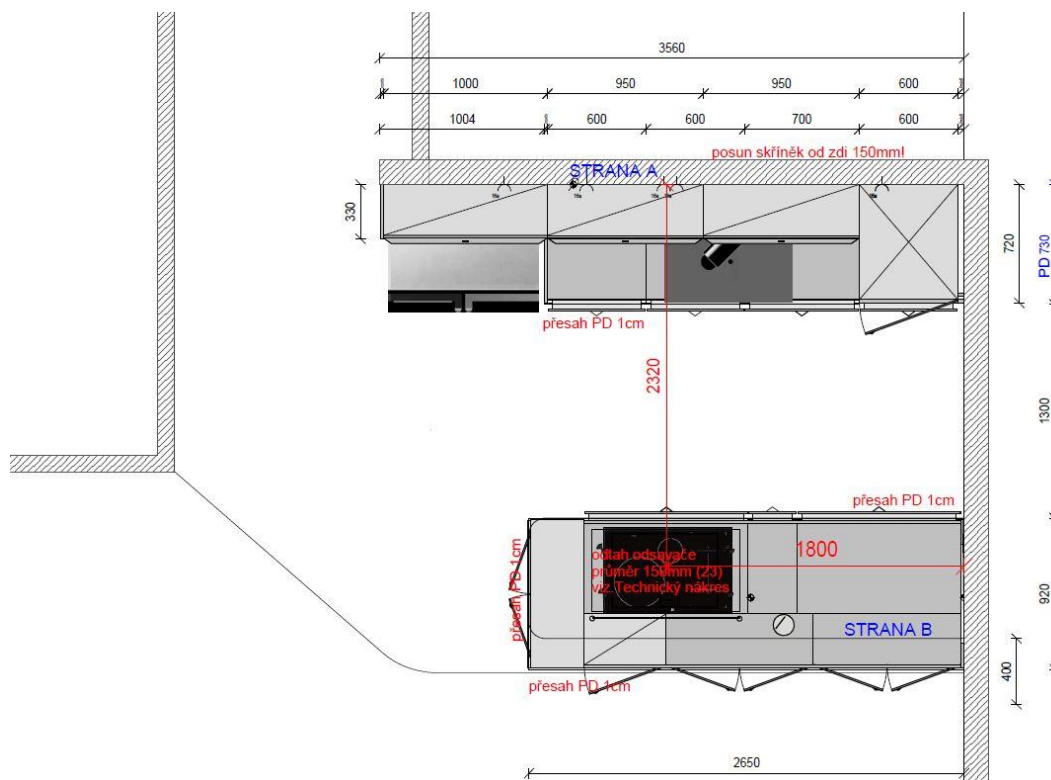 3560
1000
950
950
600
1004
600
600
700
600
posun skříněk od zdi 150mm!
STRANA A
330
720
PD 730
přesah PD 1cm
2320
1300
přesah PD 1cm
přesah PD 1cm
odtah odsavače
průměr 150mm (23)
viz.Technický nákres
1800
920
STRANA B
400
přesah PD 1cm
2650